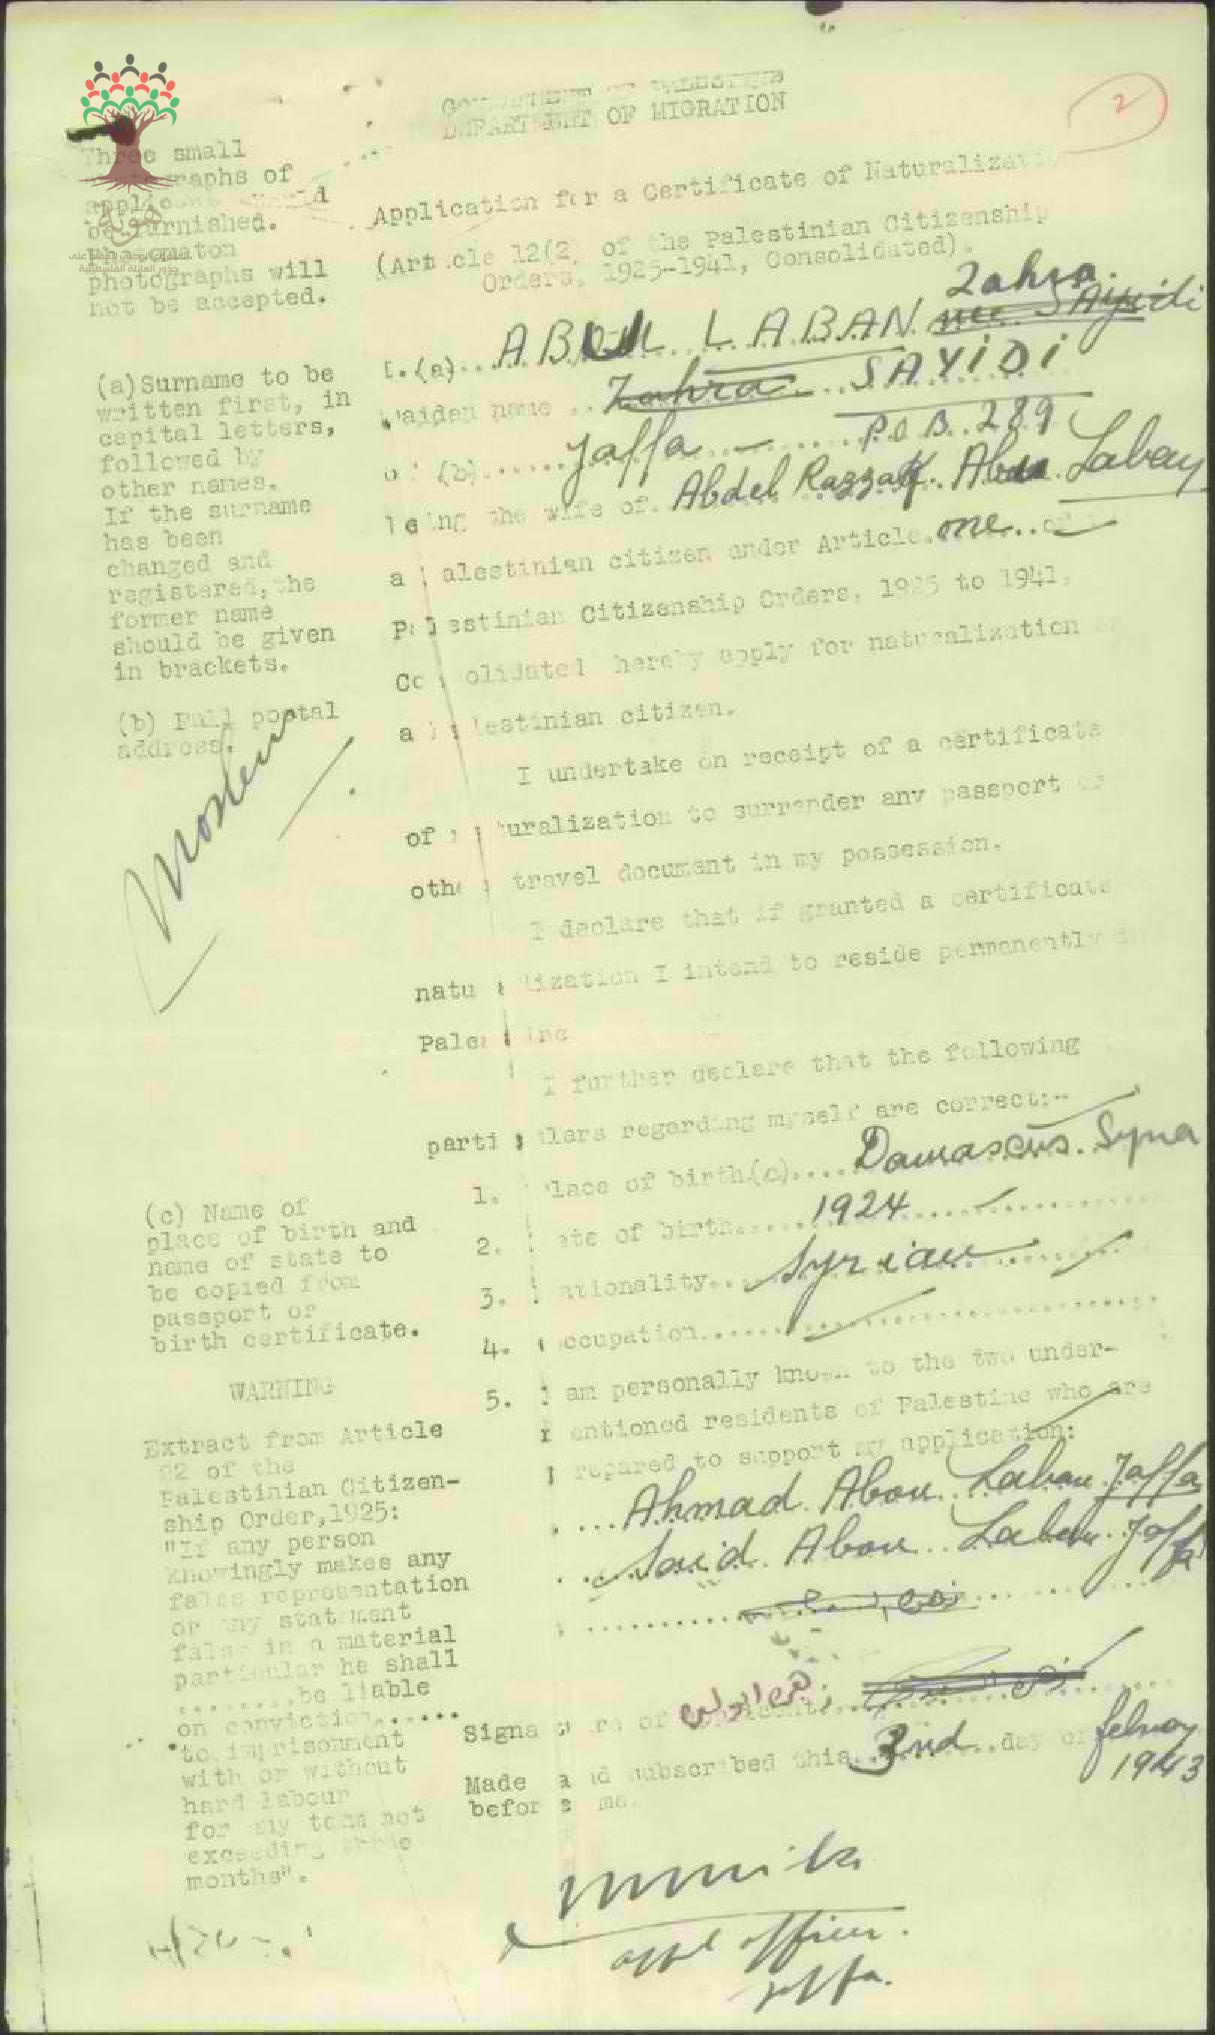 2
GOVERNMENT OF PALESTINE
DEPARTMENT OF MIGRATION
Three small
photographs of
applicant should
be furnished.
photographs will
not be accepted.
هوية
Application for a Certificate of Naturalization
(Article 12(2) of the Palestinian Citizenship
Orders, 1925-1941, Consolidated).
(a) Surname to be
written first, in
capital letters,
followed by
other names.
If the surname
has been
changed and
registered, the
former name
should be given
in brackets.
(b) Full postal
address.
Moslem
I. (a) ABUL LABAN Zahra nee SAyidi
Maiden name Zahra SAYIDI
of (b) Jaffa P.O.B. 289
being the wife of Abdel Razzak Abu Laban
a Palestinian citizen under Article one of
Palestinian Citizenship Orders, 1925 to 1941,
Consolidated hereby apply for naturalization as
a Palestinian citizen.
I undertake on receipt of a certificate
of naturalization to surrender any passport or
other travel document in my possession.
I declare that if granted a certificate
naturalization I intend to reside permanently in
Palestine
I further declare that the following
particulars regarding myself are correct:-
(c) Name of
place of birth and
name of state to
be copied from
passport or
birth certificate.
1. Place of birth (c) Damascus. Syria
2. Date of birth 1924
3. Nationality Syrian
4. Occupation
5. I am personally known to the two under-
mentioned residents of Palestine who are
prepared to support my application:
Ahmad Abou Laban Jaffa
Said Abou Laban Jaffa
WARNING
Extract from Article
22 of the
Palestinian Citizen-
ship Order, 1925:
"If any person
knowingly makes any
false representation
or any statement
false in a material
particular he shall
........be liable
on conviction......
to imprisonment
with or without
hard labour
for any term not
exceeding three
months".
Signature of applicant
Made and subscribed this 3nd day of febuay 1943
before me.
officer.
Jaffa.